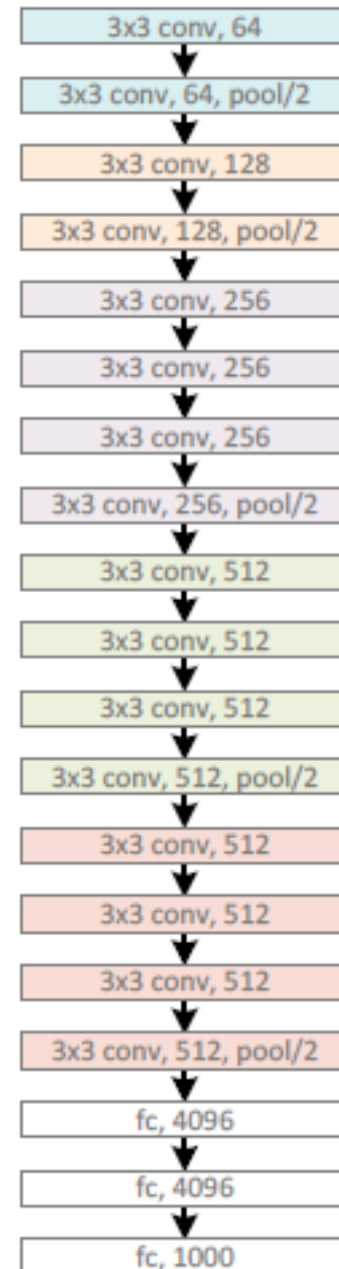 3x3 conv, 64
3x3 conv, 64, pool/2
3x3 conv, 128
3x3 conv, 128, pool/2
3x3 conv, 256
3x3 conv, 256
3x3 conv, 256
3x3 conv, 256, pool/2
3x3 conv, 512
3x3 conv, 512
3x3 conv, 512
3x3 conv, 512, pool/2
3x3 conv, 512
3x3 conv, 512
3x3 conv, 512
3x3 conv, 512, pool/2
fc, 4096
fc, 4096
fc, 1000